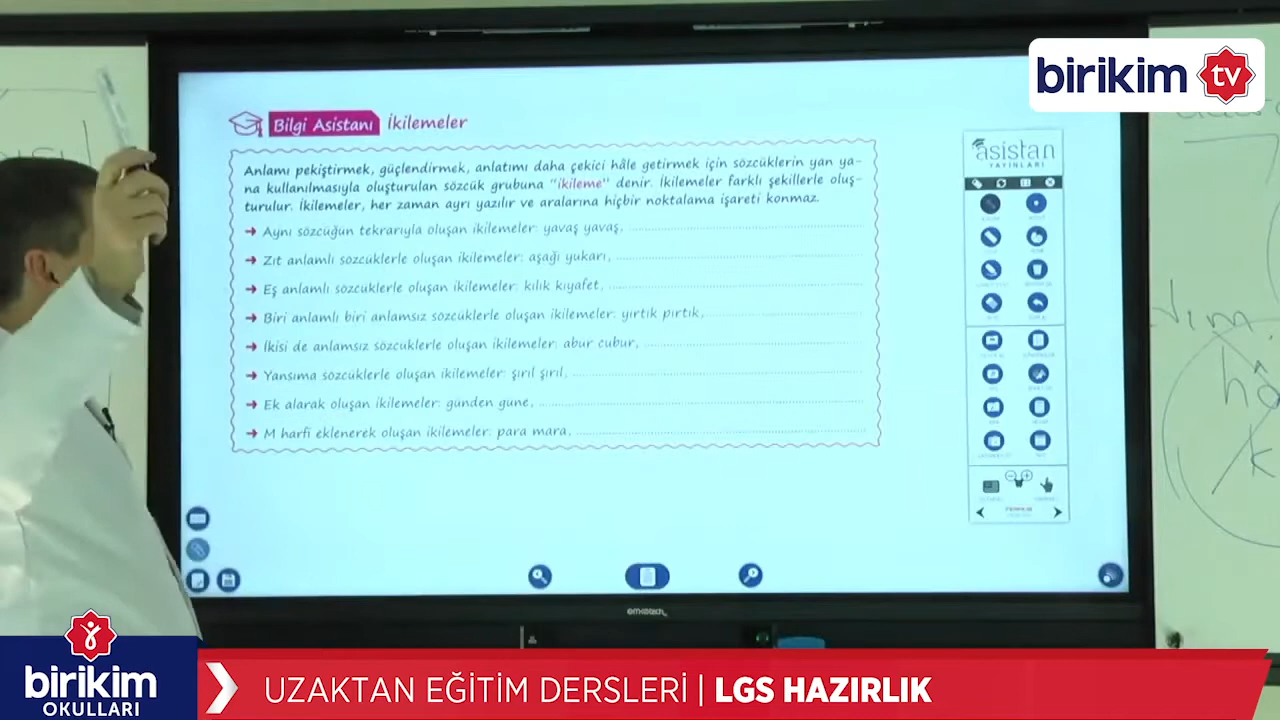 birikim tv
Bilgi Asistanı İkilemeler
Anlamı pekiştirmek, güçlendirmek, anlatımı daha çekici hâle getirmek için sözcüklerin yan ya-
na kullanılmasıyla oluşturulan sözcük grubuna "ikileme" denir. İkilemeler farklı şekillerle oluş-
turulur. İkilemeler, her zaman ayrı yazılır ve aralarına hiçbir noktalama işareti konmaz.
→ Aynı sözcüğün tekrarıyla oluşan ikilemeler: yavaş yavaş,
→ Zıt anlamlı sözcüklerle oluşan ikilemeler: aşağı yukarı,
→ Eş anlamlı sözcüklerle oluşan ikilemeler: kılık kıyafet,
→ Biri anlamlı biri anlamsız sözcüklerle oluşan ikilemeler: yırtık pırtık,
→ İkisi de anlamsız sözcüklerle oluşan ikilemeler: abur cubur,
→ Yansıma sözcüklerle oluşan ikilemeler: şırıl şırıl,
→ Ek alarak oluşan ikilemeler: günden güne,
→ M harfi eklenerek oluşan ikilemeler: para mara,
asistan
YAYINLARI
birikim
OKULLARI
UZAKTAN EĞİTİM DERSLERİ | LGS HAZIRLIK